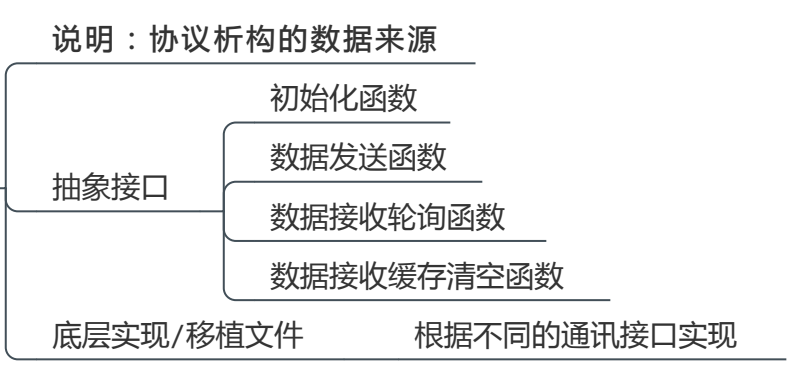 说明：协议析构的数据来源
初始化函数
数据发送函数
抽象接口
数据接收轮询函数
数据接收缓存清空函数
底层实现/移植文件 根据不同的通讯接口实现